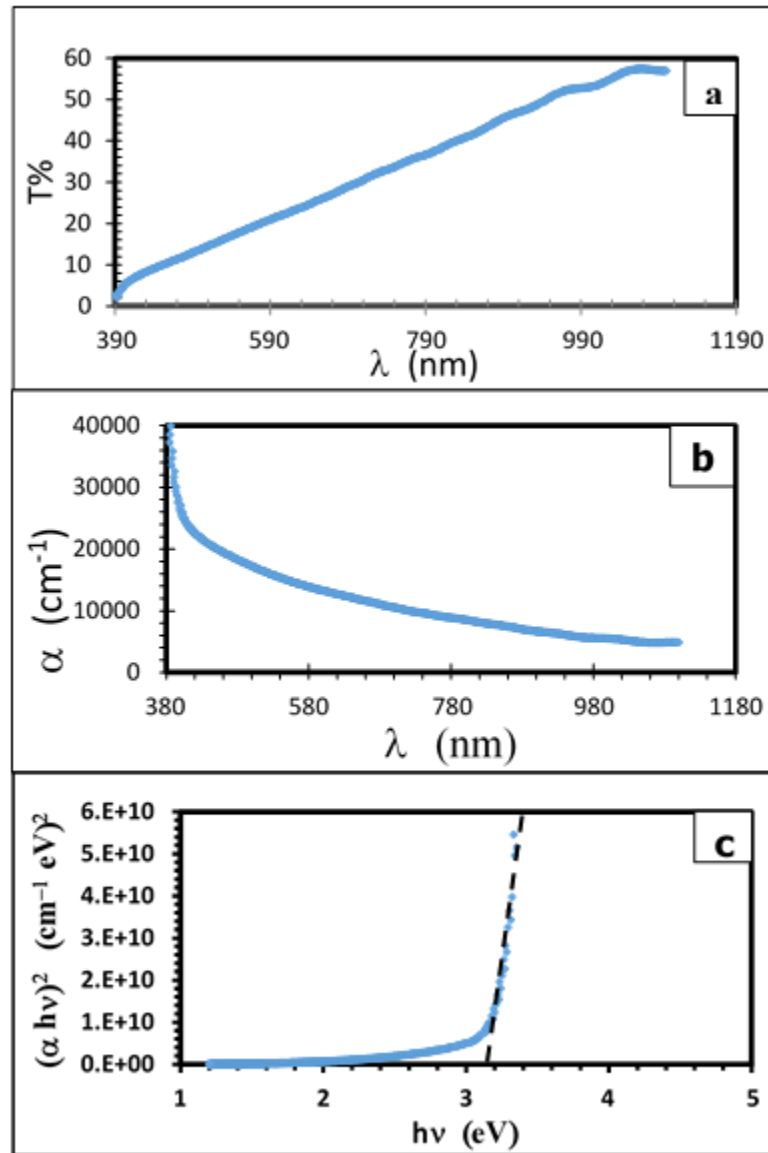 60
50
40
30
20
10
0
T%
a
390 590 790 990 1190
λ (nm)
40000
30000
20000
10000
0
α (cm⁻¹)
b
380 580 780 980 1180
λ (nm)
6.E+10
5.E+10
4.E+10
3.E+10
2.E+10
1.E+10
0.E+00
(α hν)² (cm⁻¹ eV)²
c
1 2 3 4 5
hν (eV)